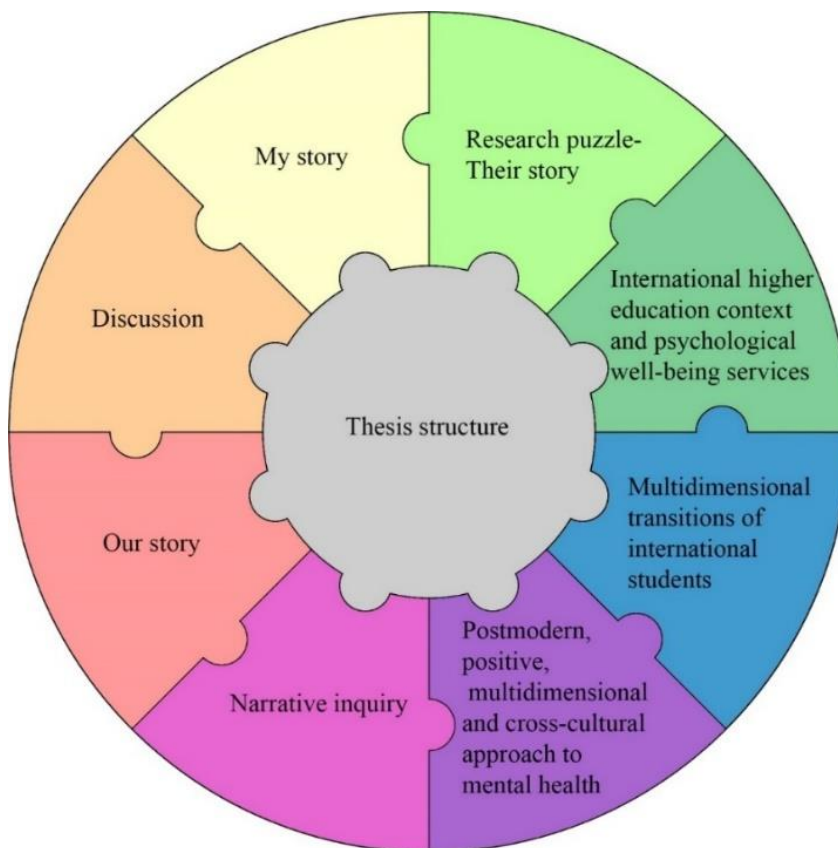 My story
Research puzzle-
Their story
International higher
education context
and psychological
well-being services
Multidimensional
transitions of
international
students
Postmodern,
positive,
multidimensional
and cross-cultural
approach to
mental health
Narrative inquiry
Our story
Discussion
Thesis structure